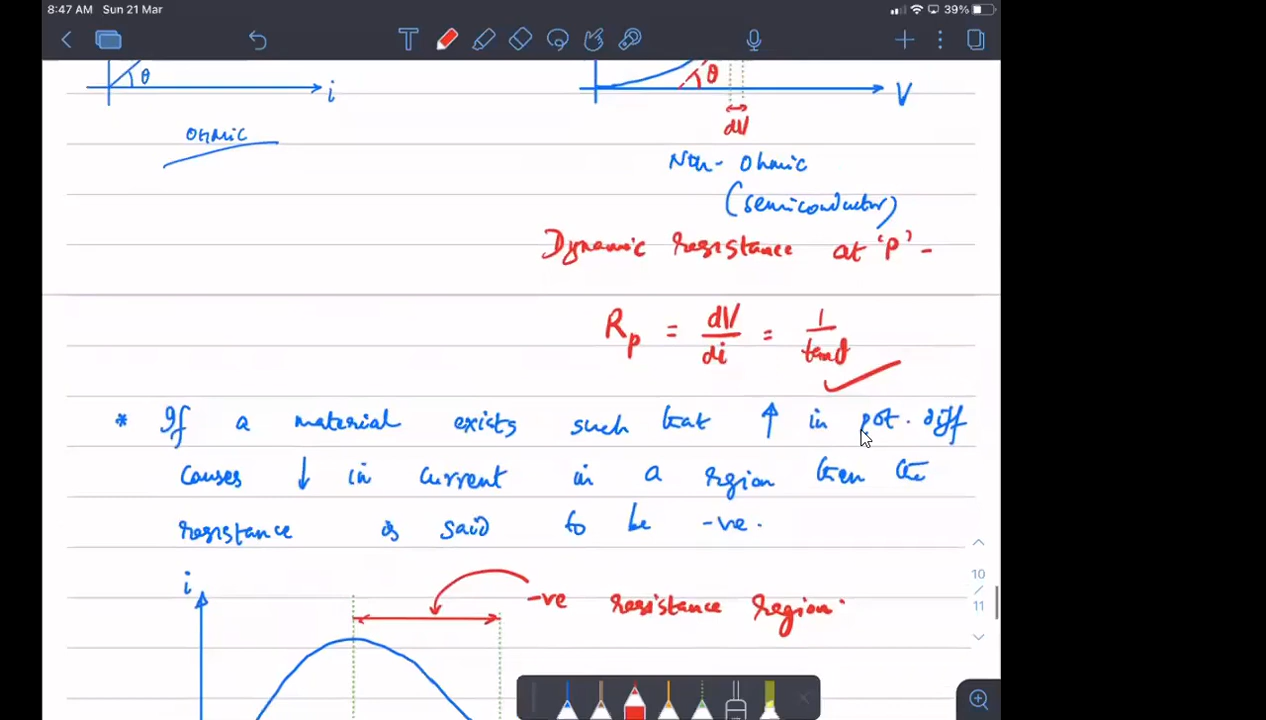 8:47 AM Sun 21 Mar
39%
T
θ
i
Ohmic
θ
V
dV
Non-Ohmic
(semiconductor)
Dynamic resistance at 'P' -
Rp = dV/di = 1/tanθ
* If a material exists such that ↑ in pot. diff
causes ↓ in current in a region then the
resistance is said to be -ve.
i
-ve resistance region.
10
/
11